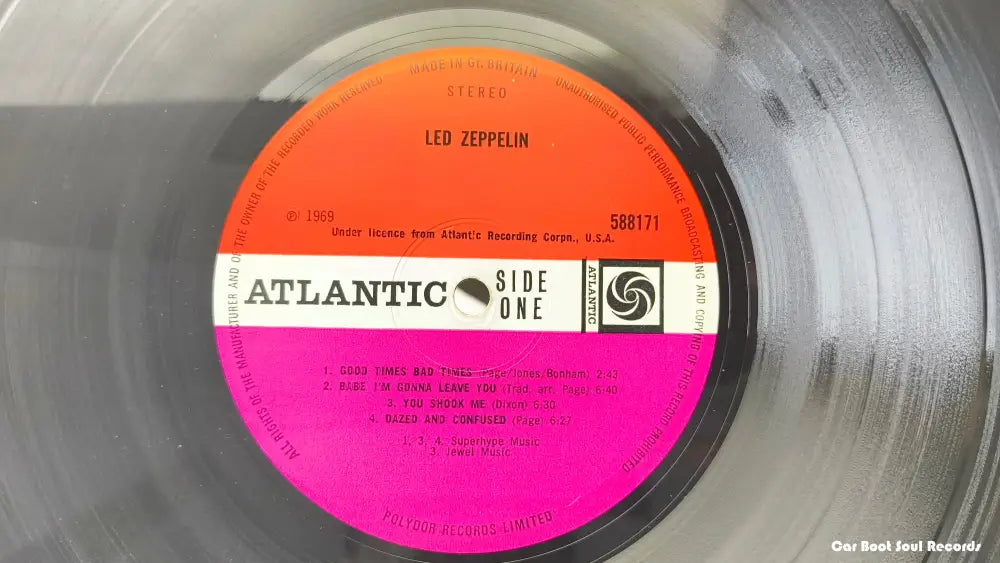 MADE IN Gt. BRITAIN
STEREO
LED ZEPPELIN
℗ 1969
588171
Under licence from Atlantic Recording Corpn., U.S.A.
ATLANTIC
SIDE
ONE
ATLANTIC
1. GOOD TIMES BAD TIMES (Page/Jones/Bonham) 2:43
2. BABE I'M GONNA LEAVE YOU (Trad. arr. Page) 6:40
3. YOU SHOOK ME (Dixon) 6:30
4. DAZED AND CONFUSED (Page) 6:27
1, 3, 4. Superhype Music
3. Jewel Music
POLYDOR RECORDS LIMITED
ALL RIGHTS OF THE MANUFACTURER AND OF THE OWNER OF THE RECORDED WORK RESERVED
UNAUTHORISED PUBLIC PERFORMANCE BROADCASTING AND COPYING OF THIS RECORD PROHIBITED
Car Boot Soul Records